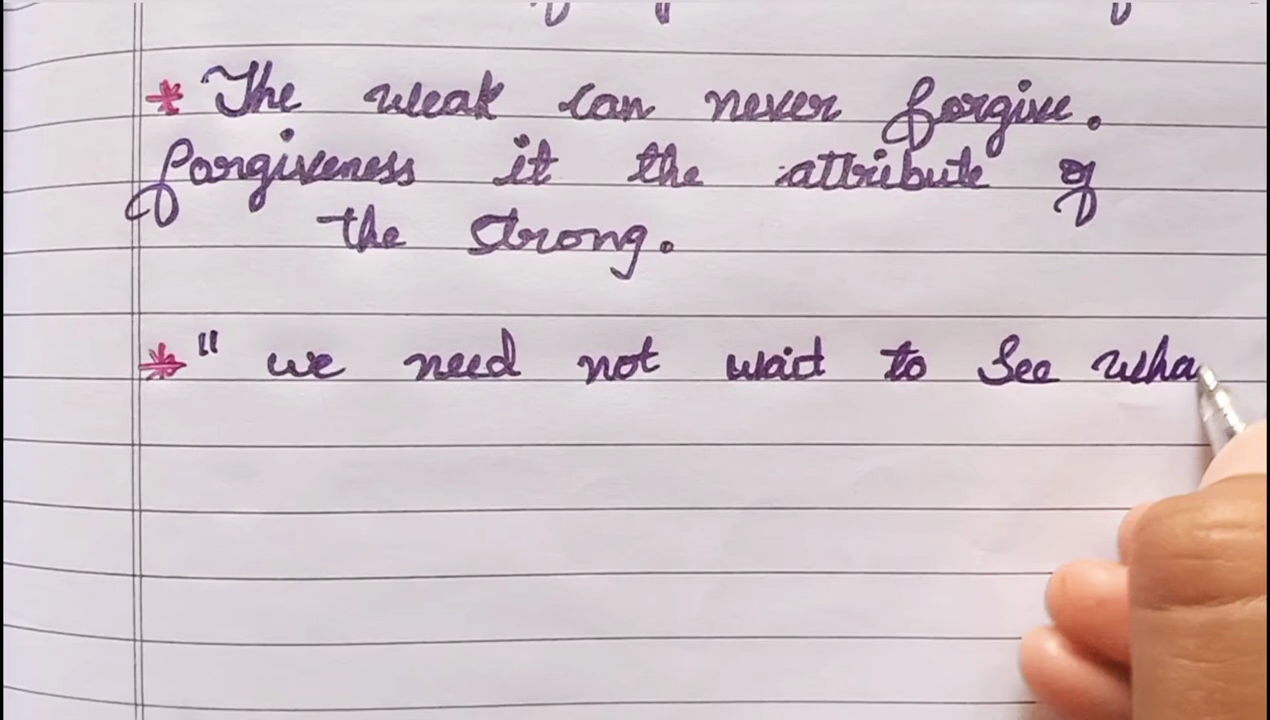 * The weak can never forgive.
Forgiveness it the attribute of
the strong.
* " we need not wait to See wha